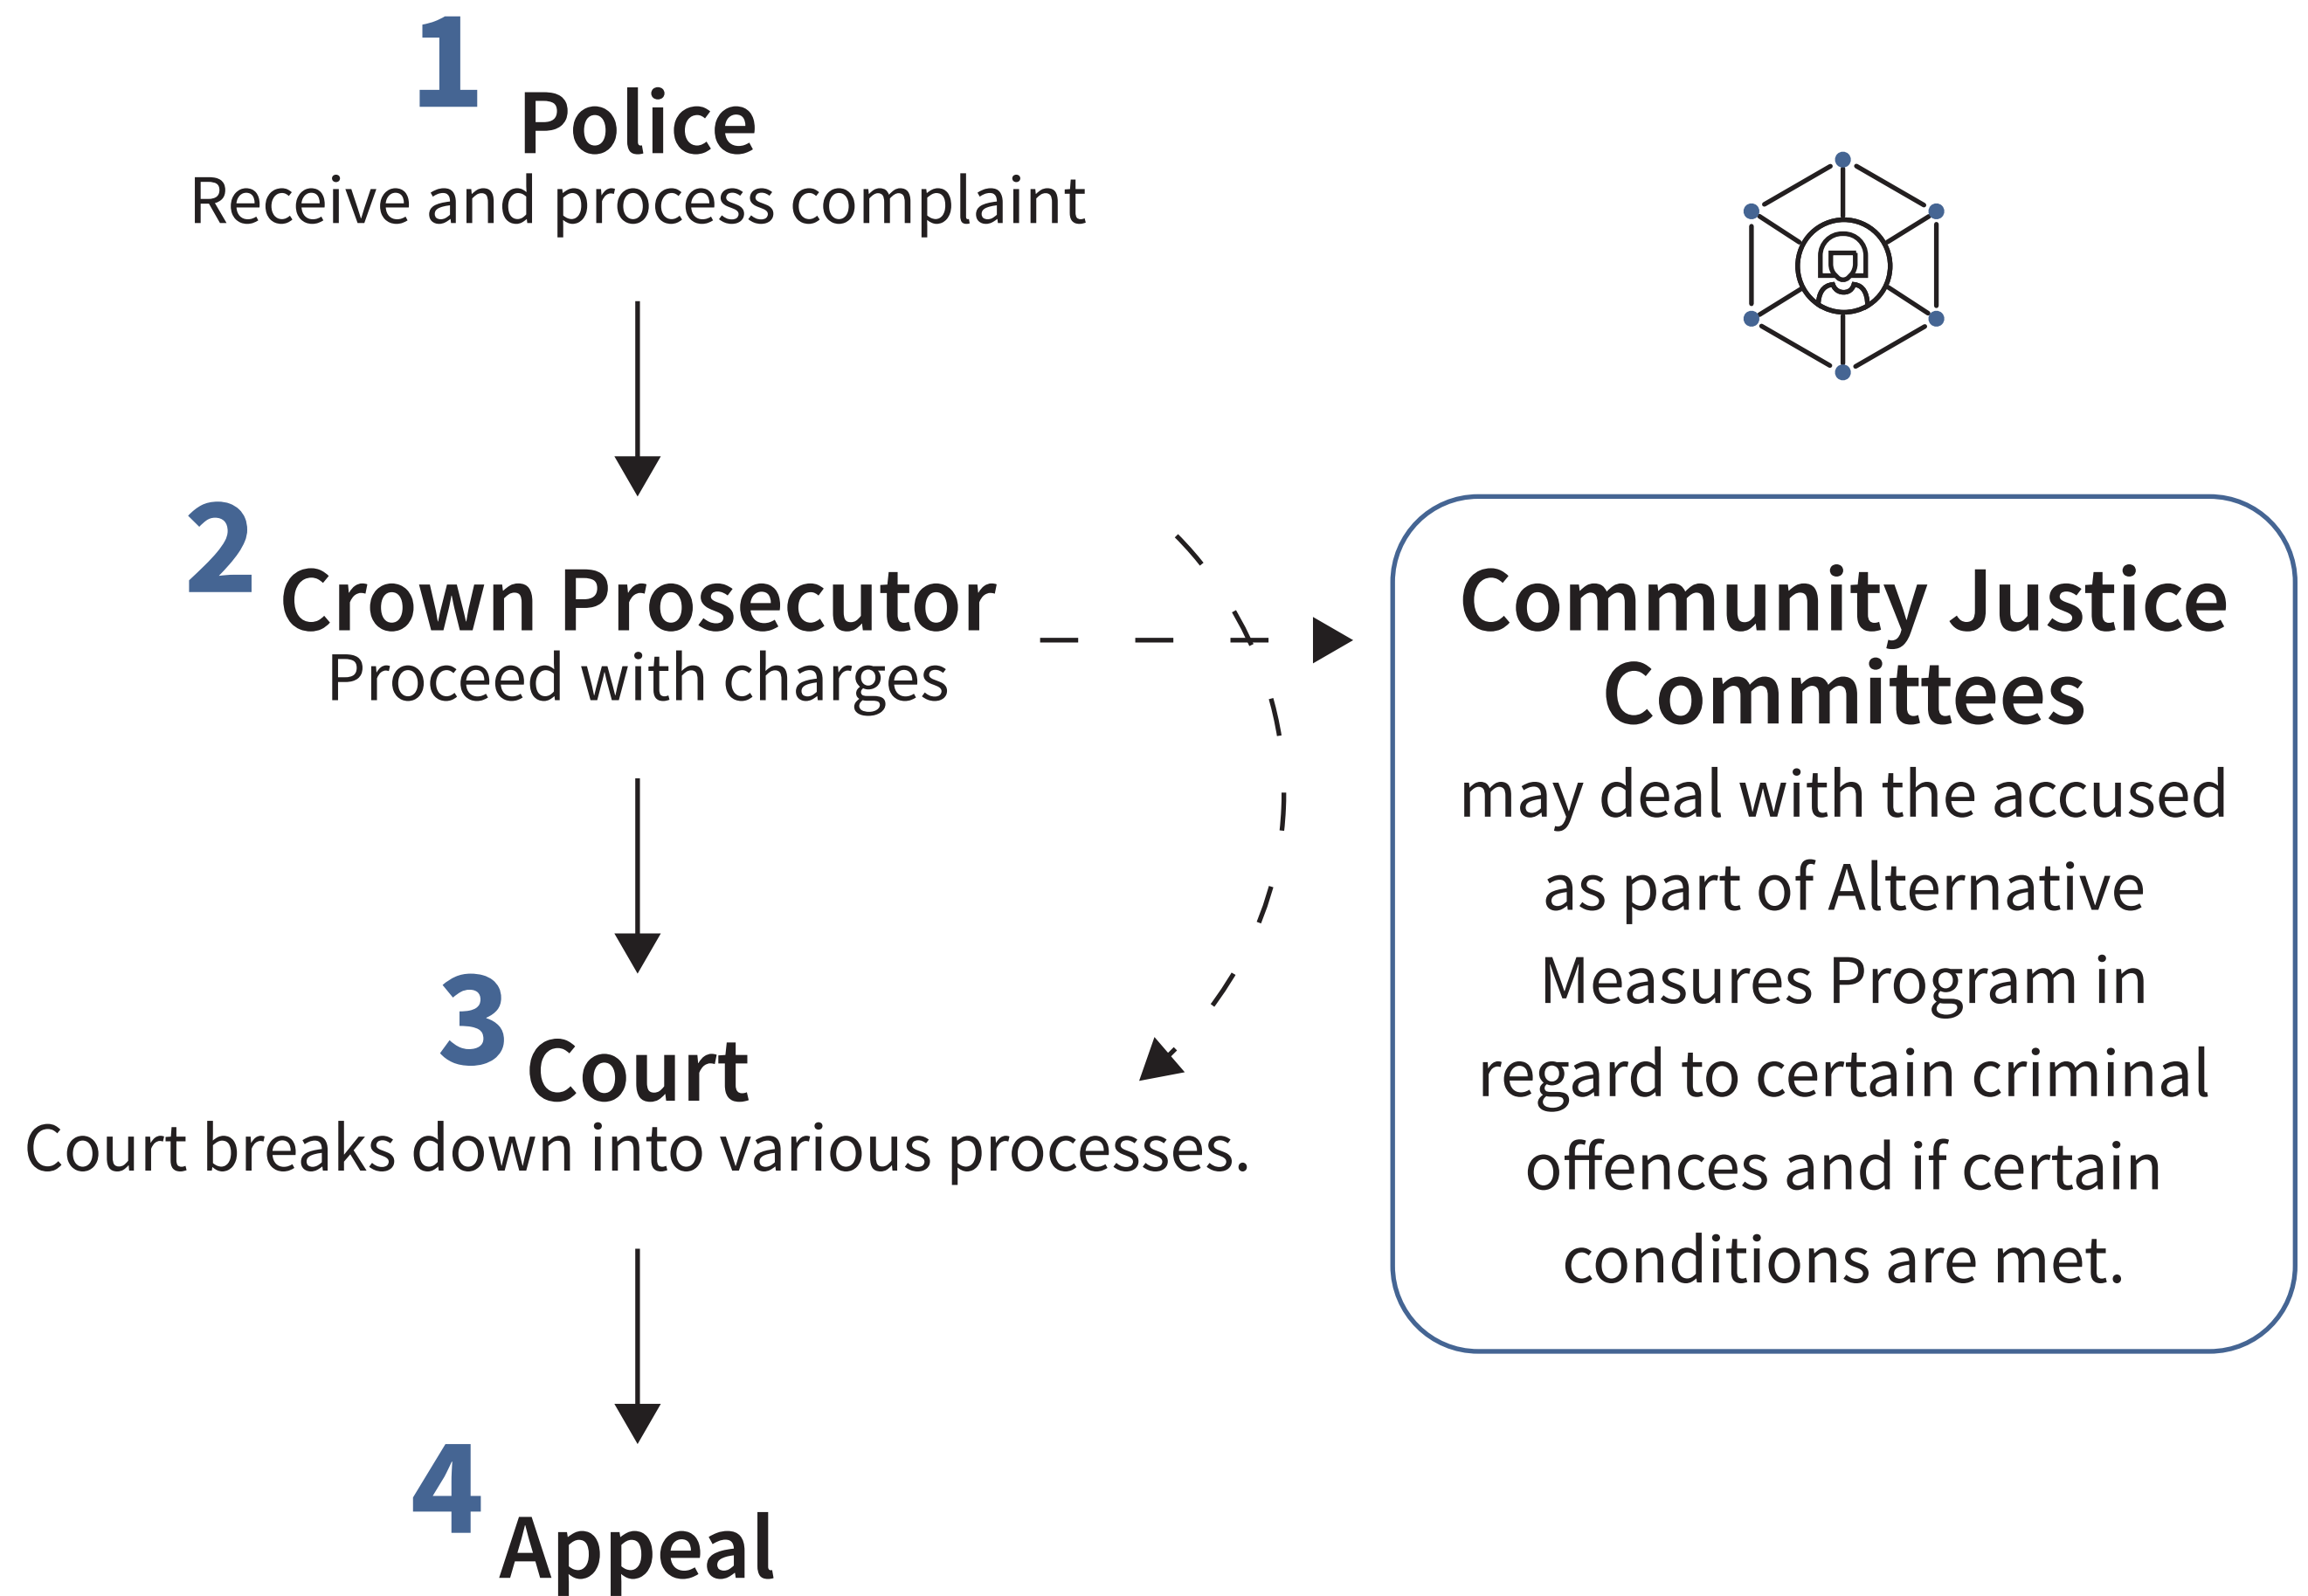 1
Police
Receive and process complaint
2
Crown Prosecutor
Proceed with charges
Community Justice
Committees
may deal with the accused
as part of Alternative
Measures Program in
regard to certain criminal
offences and if certain
conditions are met.
3
Court
Court breaks down into various processes.
4
Appeal